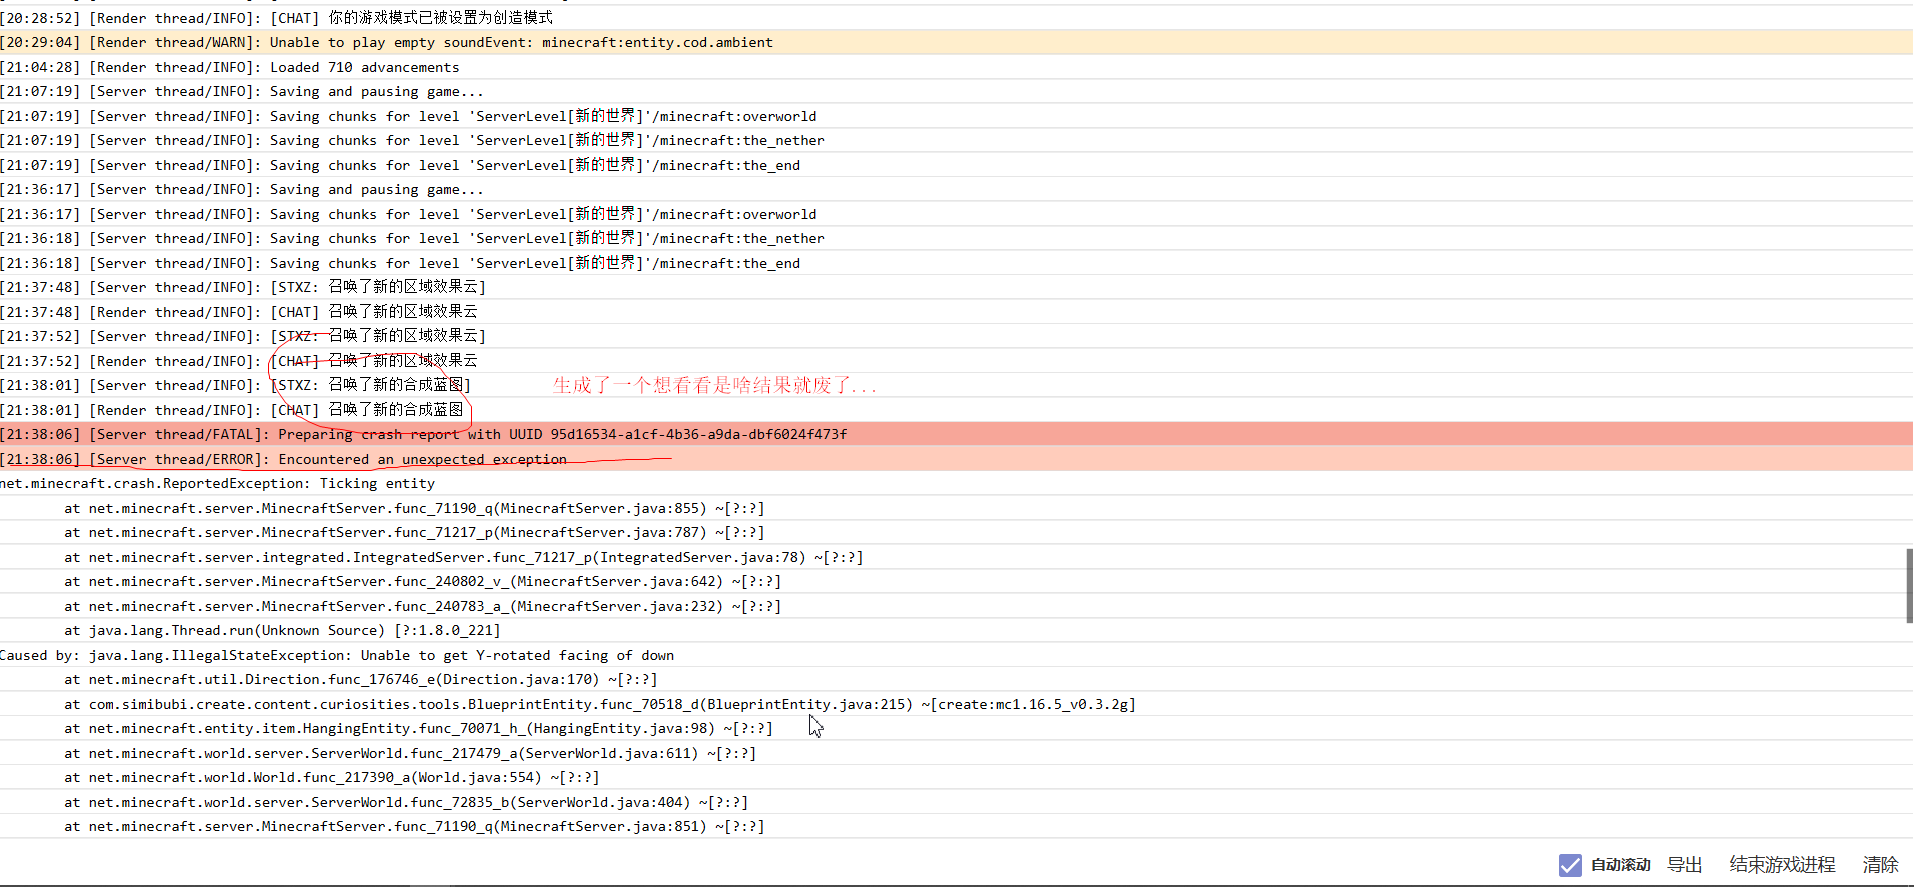 [20:28:52] [Render thread/INFO]: [CHAT] 你的游戏模式已被设置为创造模式
[20:29:04] [Render thread/WARN]: Unable to play empty soundEvent: minecraft:entity.cod.ambient
[21:04:28] [Render thread/INFO]: Loaded 710 advancements
[21:07:19] [Server thread/INFO]: Saving and pausing game...
[21:07:19] [Server thread/INFO]: Saving chunks for level 'ServerLevel[新的世界]'/minecraft:overworld
[21:07:19] [Server thread/INFO]: Saving chunks for level 'ServerLevel[新的世界]'/minecraft:the_nether
[21:07:19] [Server thread/INFO]: Saving chunks for level 'ServerLevel[新的世界]'/minecraft:the_end
[21:36:17] [Server thread/INFO]: Saving and pausing game...
[21:36:17] [Server thread/INFO]: Saving chunks for level 'ServerLevel[新的世界]'/minecraft:overworld
[21:36:18] [Server thread/INFO]: Saving chunks for level 'ServerLevel[新的世界]'/minecraft:the_nether
[21:36:18] [Server thread/INFO]: Saving chunks for level 'ServerLevel[新的世界]'/minecraft:the_end
[21:37:48] [Server thread/INFO]: [STXZ: 召唤了新的区域效果云]
[21:37:48] [Render thread/INFO]: [CHAT] 召唤了新的区域效果云
[21:37:52] [Server thread/INFO]: [STXZ: 召唤了新的区域效果云]
[21:37:52] [Render thread/INFO]: [CHAT] 召唤了新的区域效果云
[21:38:01] [Server thread/INFO]: [STXZ: 召唤了新的合成蓝图] 生成了一个想看看是啥结果就废了...
[21:38:01] [Render thread/INFO]: [CHAT] 召唤了新的合成蓝图
[21:38:06] [Server thread/FATAL]: Preparing crash report with UUID 95d16534-a1cf-4b36-a9da-dbf6024f473f
[21:38:06] [Server thread/ERROR]: Encountered an unexpected exception
net.minecraft.crash.ReportedException: Ticking entity
at net.minecraft.server.MinecraftServer.func_71190_q(MinecraftServer.java:855) ~[?:?]
at net.minecraft.server.MinecraftServer.func_71217_p(MinecraftServer.java:787) ~[?:?]
at net.minecraft.server.integrated.IntegratedServer.func_71217_p(IntegratedServer.java:78) ~[?:?]
at net.minecraft.server.MinecraftServer.func_240802_v_(MinecraftServer.java:642) ~[?:?]
at net.minecraft.server.MinecraftServer.func_240783_a_(MinecraftServer.java:232) ~[?:?]
at java.lang.Thread.run(Unknown Source) [?:1.8.0_221]
Caused by: java.lang.IllegalStateException: Unable to get Y-rotated facing of down
at net.minecraft.util.Direction.func_176746_e(Direction.java:170) ~[?:?]
at com.simibubi.create.content.curiosities.tools.BlueprintEntity.func_70518_d(BlueprintEntity.java:215) ~[create:mc1.16.5_v0.3.2g]
at net.minecraft.entity.item.HangingEntity.func_70071_h_(HangingEntity.java:98) ~[?:?]
at net.minecraft.world.server.ServerWorld.func_217479_a(ServerWorld.java:611) ~[?:?]
at net.minecraft.world.World.func_217390_a(World.java:554) ~[?:?]
at net.minecraft.world.server.ServerWorld.func_72835_b(ServerWorld.java:404) ~[?:?]
at net.minecraft.server.MinecraftServer.func_71190_q(MinecraftServer.java:851) ~[?:?]
自动滚动 导出 结束游戏进程 清除